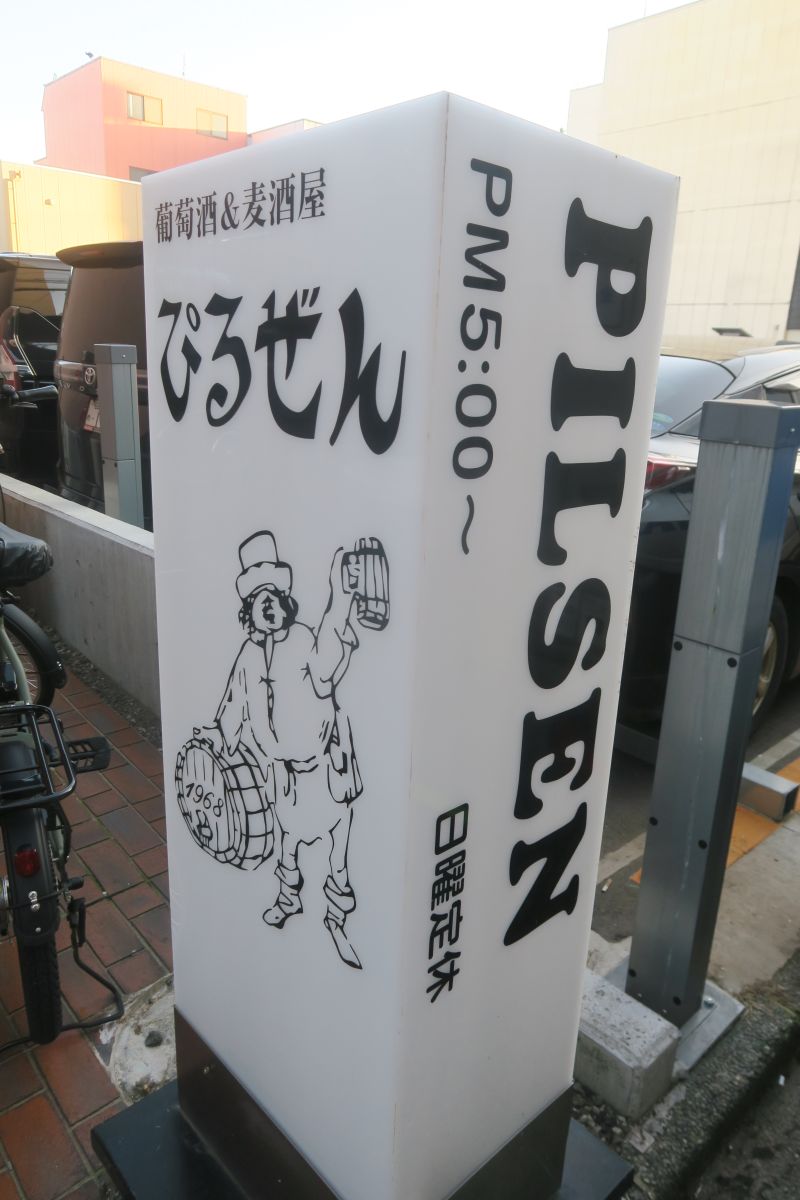 葡萄酒&麦酒屋
ぴるぜん
1968
PILSEN
PM5:00~
日曜定休